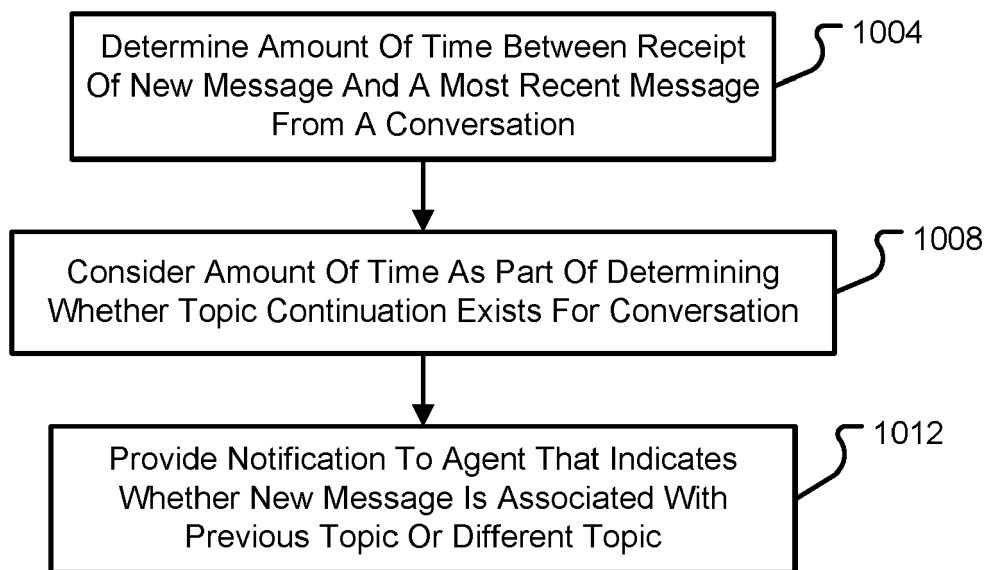 Determine Amount Of Time Between Receipt
Of New Message And A Most Recent Message
From A Conversation
1004
Consider Amount Of Time As Part Of Determining
Whether Topic Continuation Exists For Conversation
1008
Provide Notification To Agent That Indicates
Whether New Message Is Associated With
Previous Topic Or Different Topic
1012